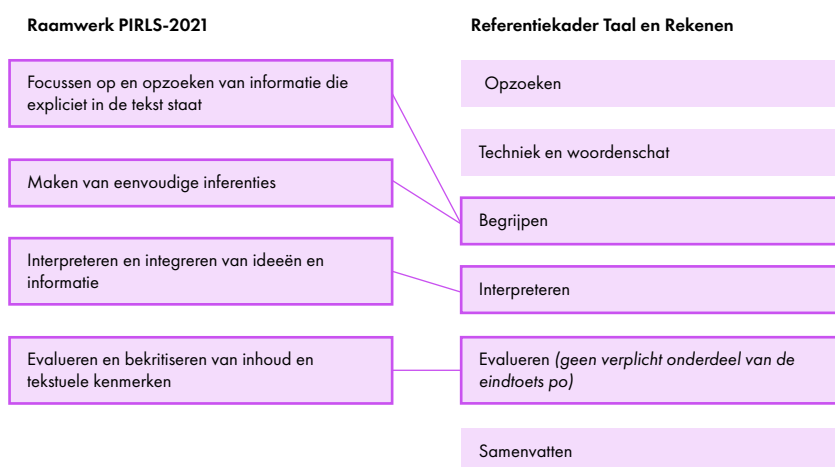 Raamwerk PIRLS-2021
Focussen op en opzoeken van informatie die
expliciet in de tekst staat
Maken van eenvoudige inferenties
Interpreteren en integreren van ideeën en
informatie
Evalueren en bekritiseren van inhoud en
tekstuele kenmerken
Referentiekader Taal en Rekenen
Opzoeken
Techniek en woordenschat
Begrijpen
Interpreteren
Evalueren (geen verplicht onderdeel van de
eindtoets po)
Samenvatten